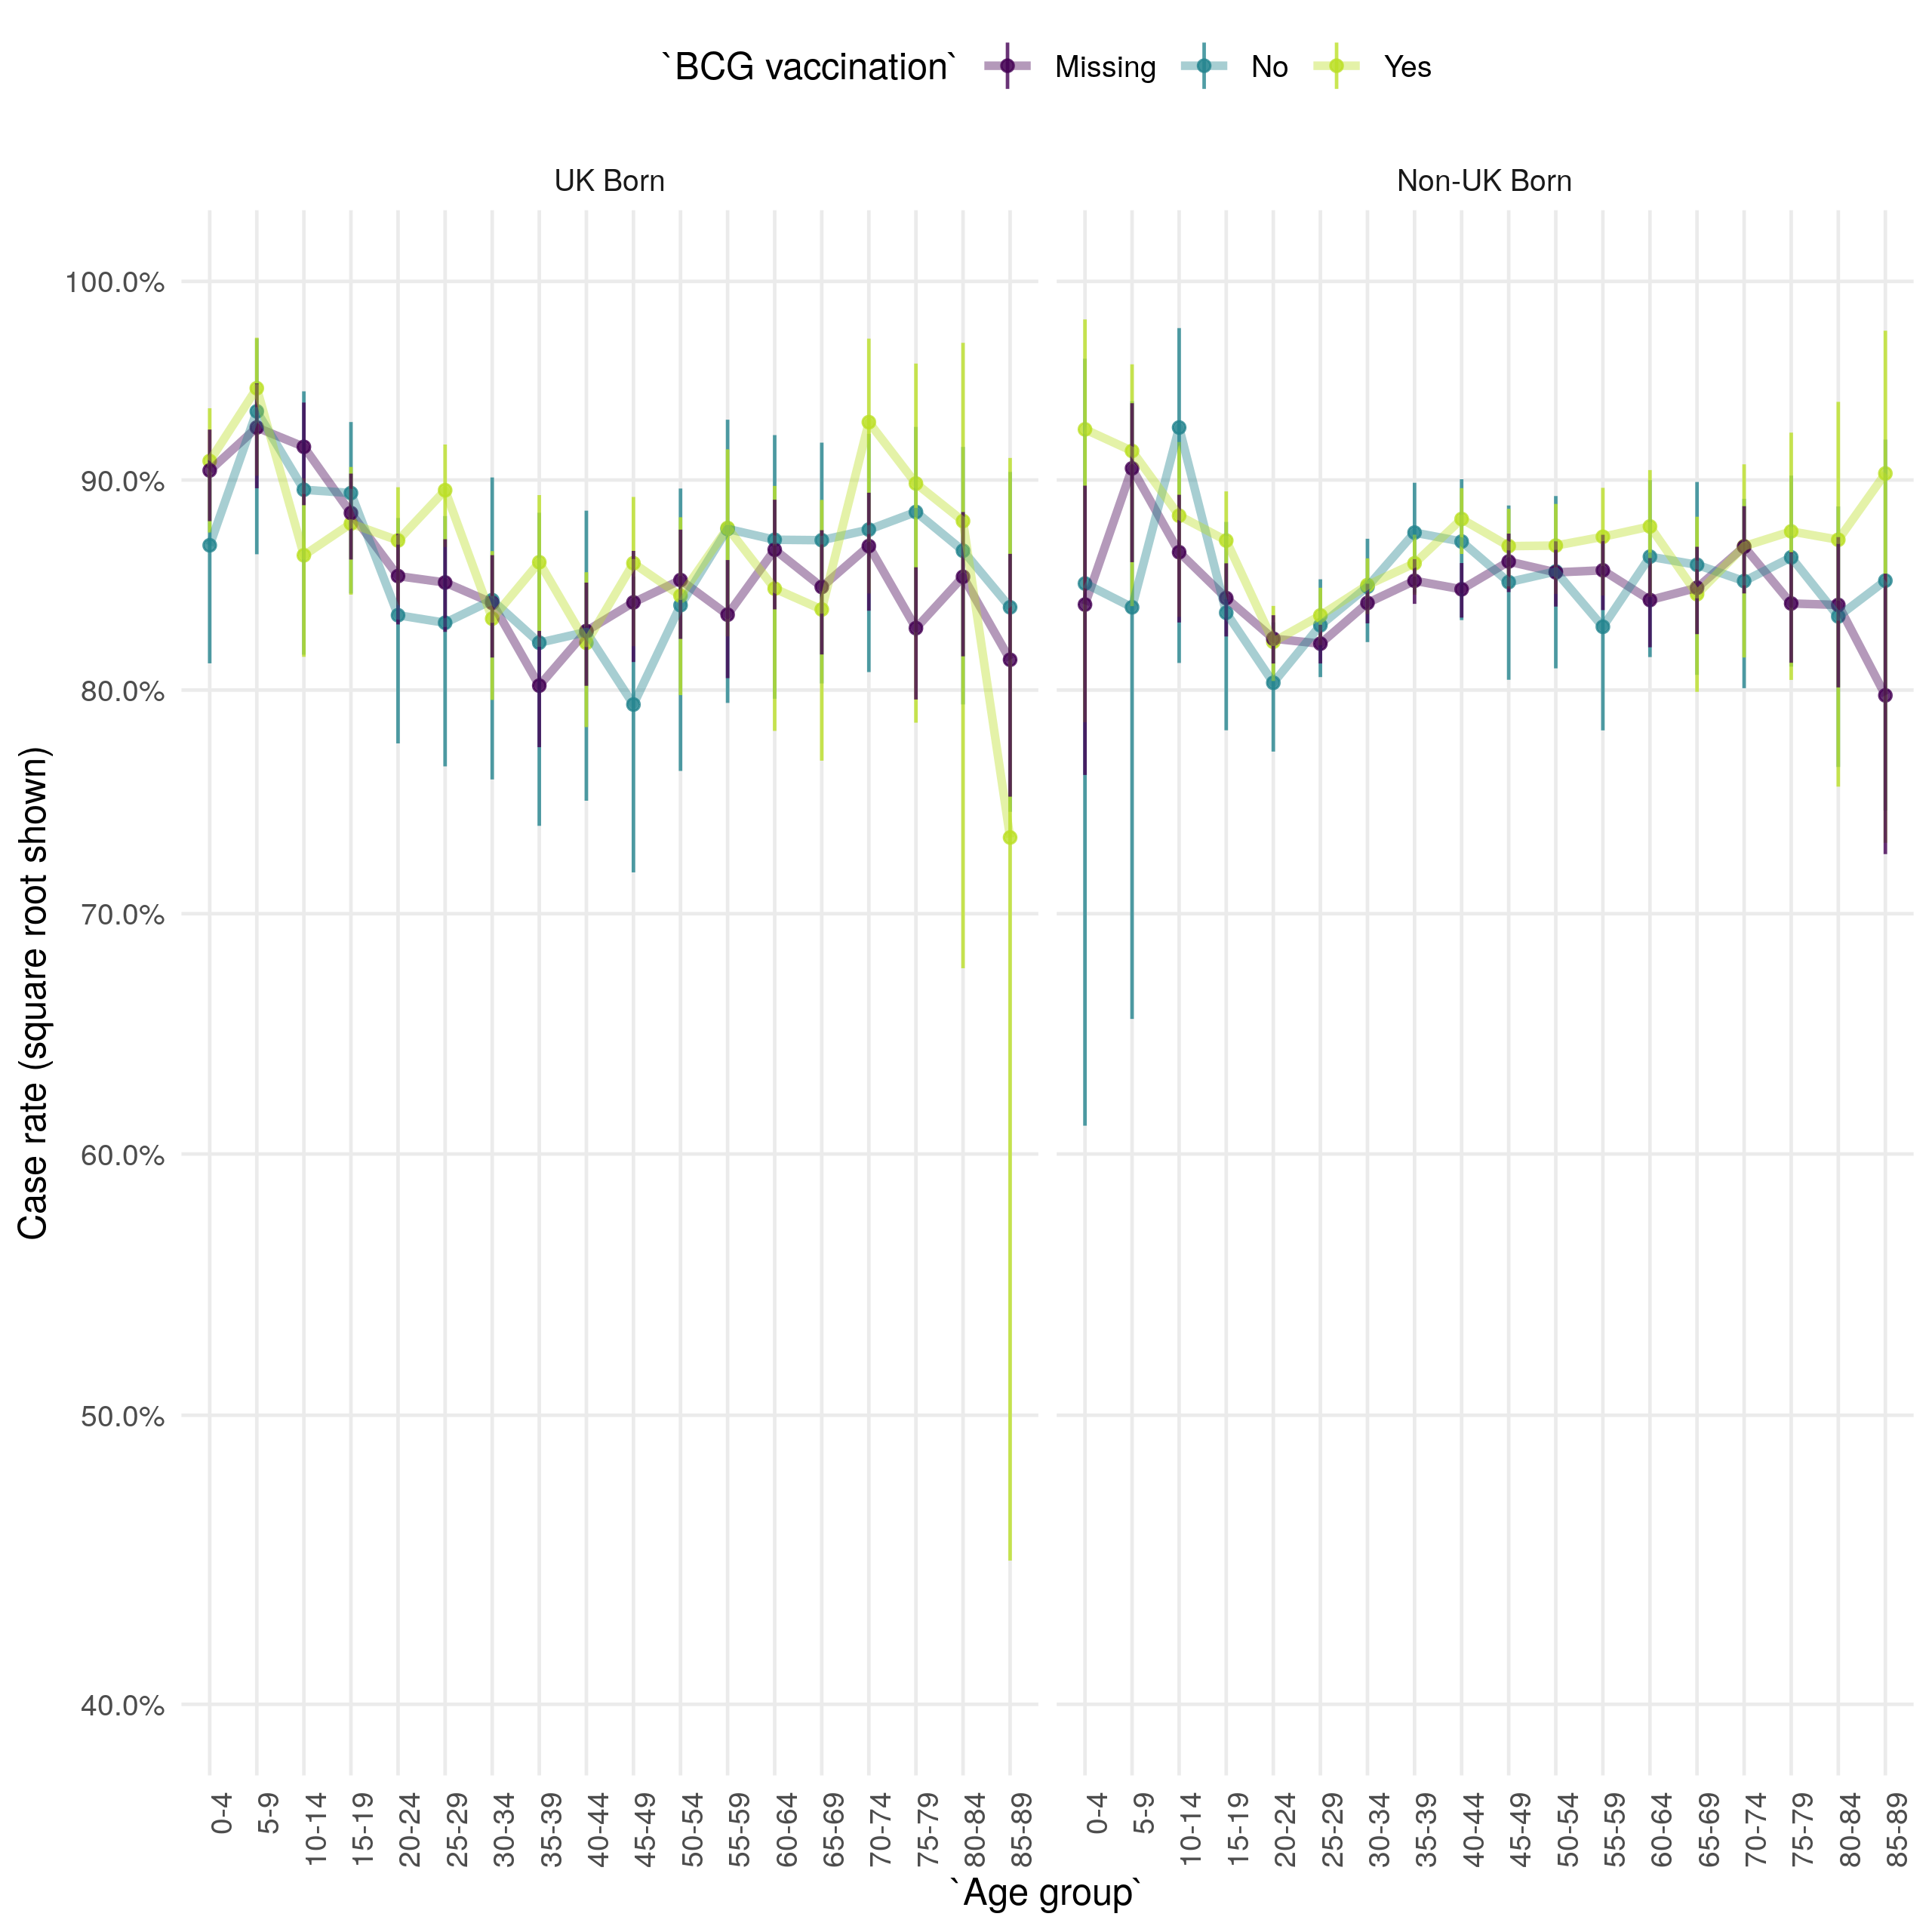 `BCG vaccination` Missing No Yes
UK Born Non-UK Born
100.0%
90.0%
80.0%
70.0%
60.0%
50.0%
40.0%
Case rate (square root shown)
0-4 5-9 10-14 15-19 20-24 25-29 30-34 35-39 40-44 45-49 50-54 55-59 60-64 65-69 70-74 75-79 80-84 85-89 0-4 5-9 10-14 15-19 20-24 25-29 30-34 35-39 40-44 45-49 50-54 55-59 60-64 65-69 70-74 75-79 80-84 85-89
`Age group`